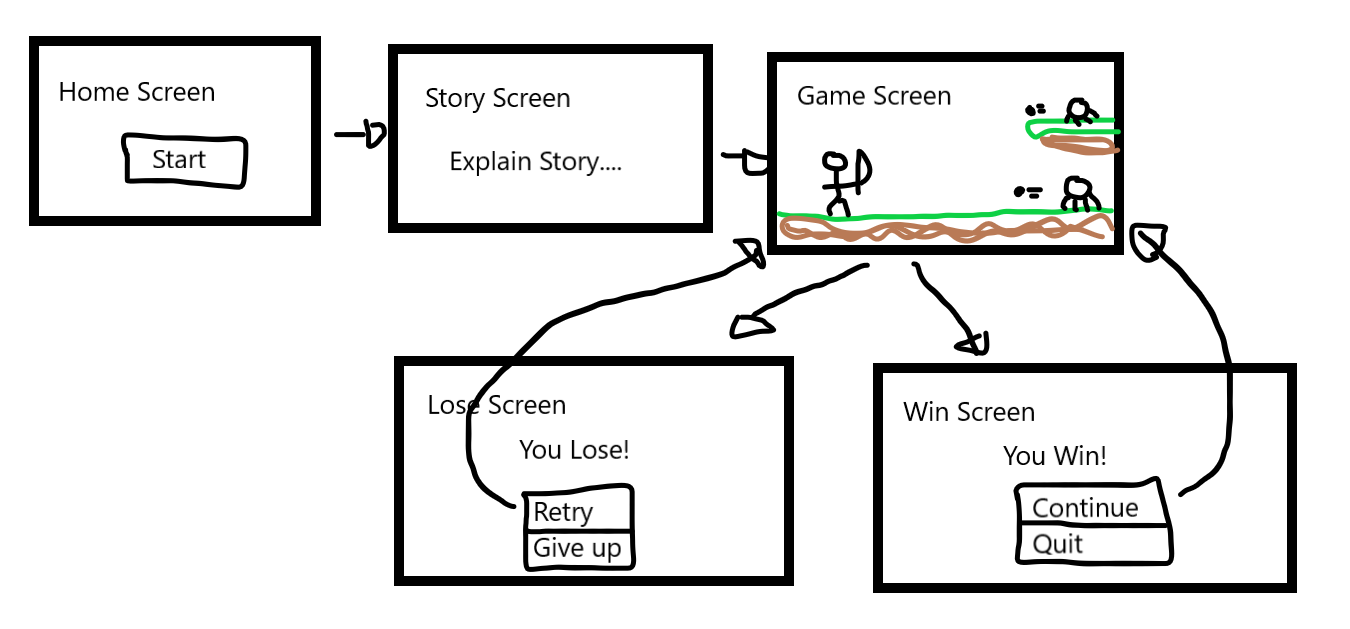 Home Screen
Start
Story Screen
Explain Story....
Game Screen
Lose Screen
You Lose!
Retry
Give up
Win Screen
You Win!
Continue
Quit